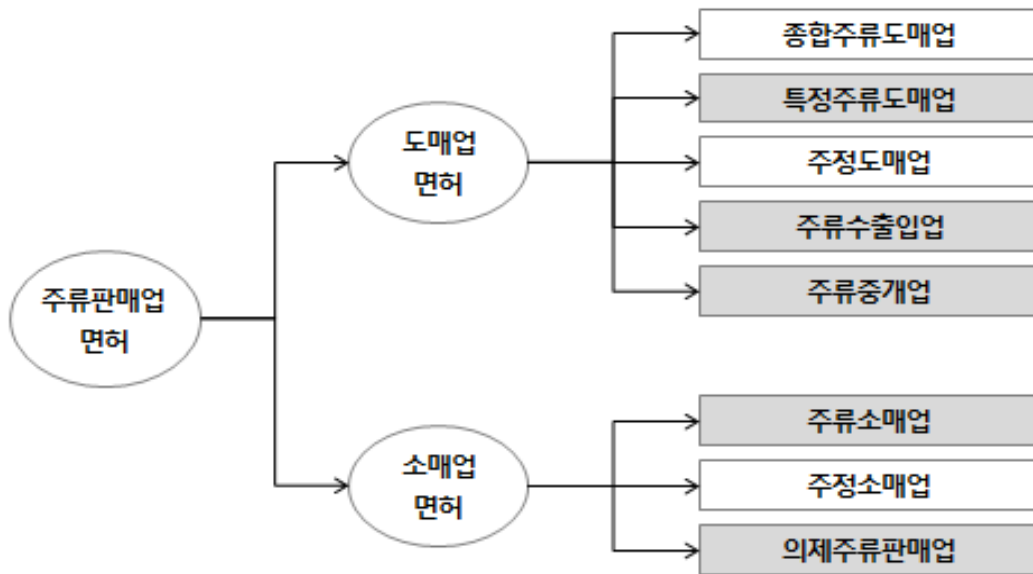 주류판매업
면허
도매업
면허
종합주류도매업
특정주류도매업
주정도매업
주류수출입업
주류중개업
소매업
면허
주류소매업
주정소매업
의제주류판매업